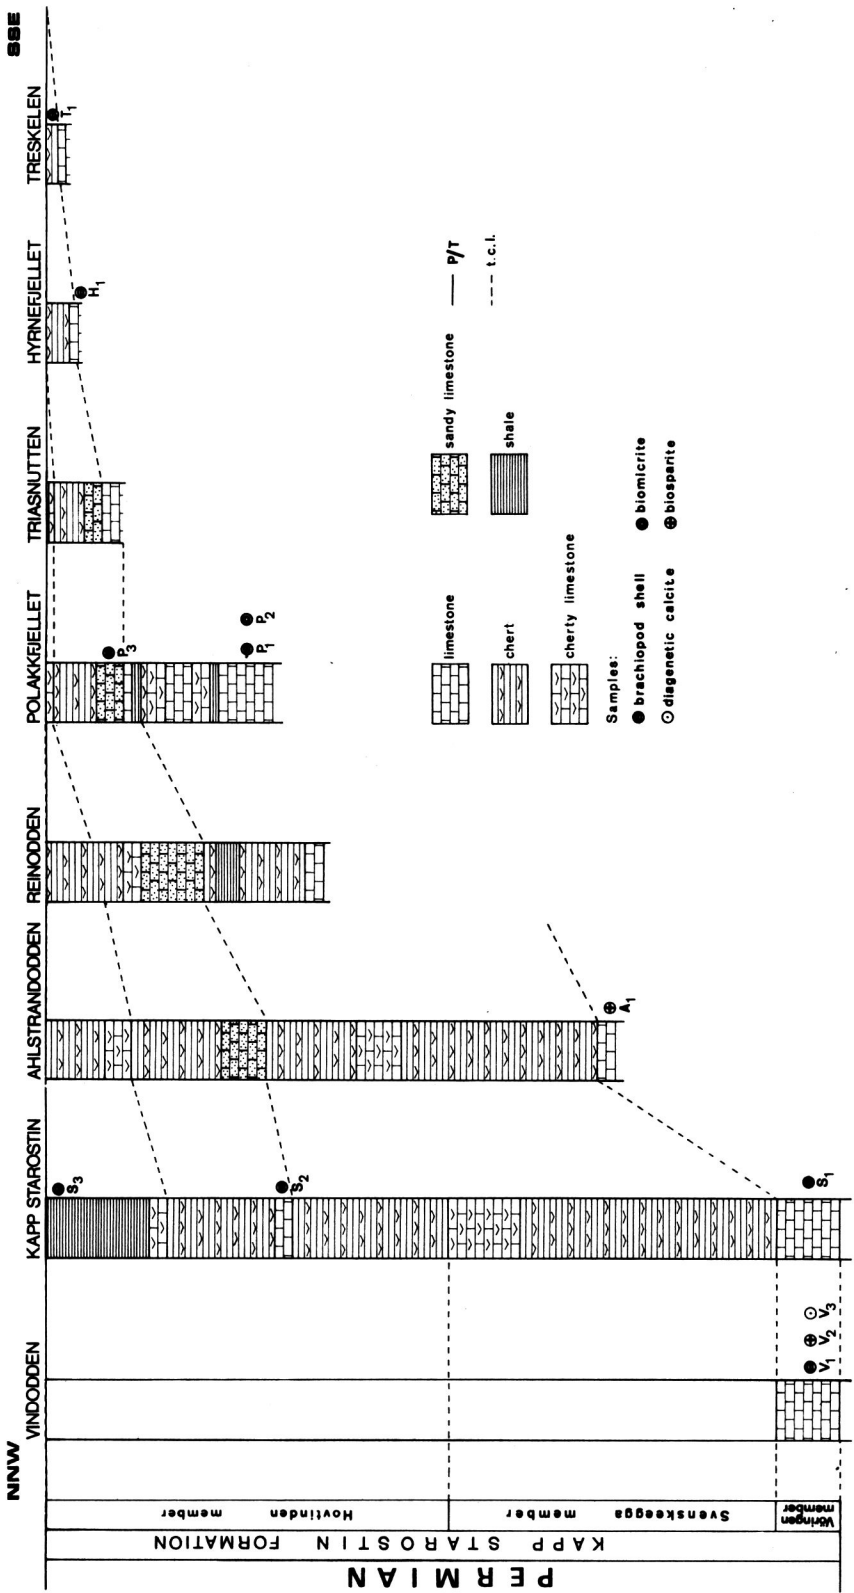 NNW
SSE
VINDODDEN
KAPP STAROSTIN
AHLSTRANDODDEN
REINODDEN
POLAKKFJELLET
TRIASNUTTEN
HYRNEFJELLET
TRESKELEN
PERMIAN
KAPP STAROSTIN FORMATION
Hovtinden member
Svenskeegga member
Vöringen
member
V1
V2
V3
S3
S2
S1
A1
P3
P1
P2
H1
T1
limestone
chert
cherty limestone
sandy limestone
shale
P/T
t.c.l.
Samples:
brachiopod shell
biomicrite
diagenetic calcite
biosparite